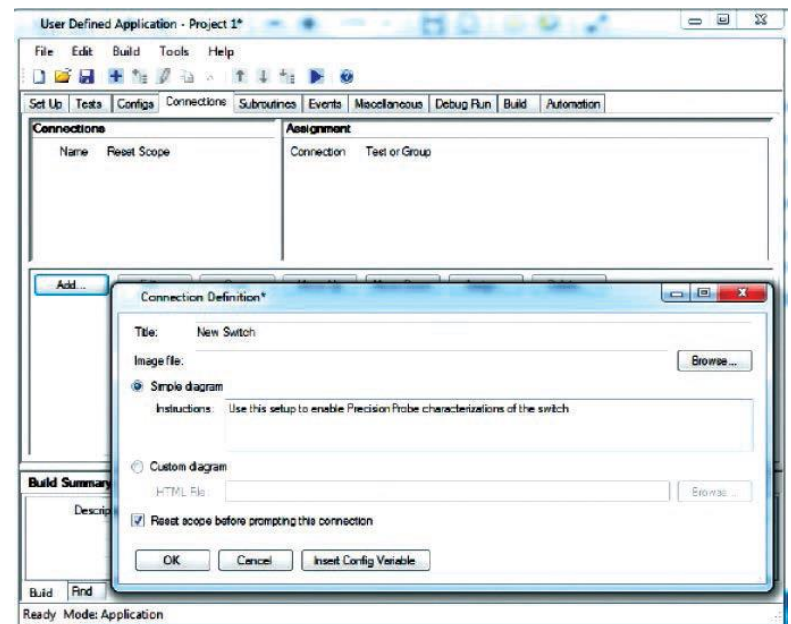 User Defined Application - Project 1*
File Edit Build Tools Help
Set Up Tests Configs Connections Subroutines Events Miscellaneous Debug Run Build Automation
Connections
Name Reset Scope
Assignment
Connection Test or Group
Add...
Connection Definition*
Title: New Switch
Image file: Browse...
Simple diagram
Instructions: Use this setup to enable Precision Probe characterizations of the switch
Custom diagram
HTML File: Browse...
Reset scope before prompting this connection
OK Cancel Insert Config Variable
Build Summary
Descrip
Build Find
Ready Mode: Application